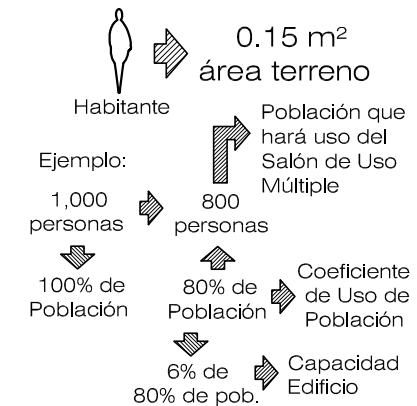 0.15 m²
área terreno
Habitante
Población que
hará uso del
Salón de Uso
Múltiple
Ejemplo:
1,000
personas
800
personas
100% de
Población
80% de
Población
Coeficiente
de Uso de
Población
6% de
80% de pob.
Capacidad
Edificio